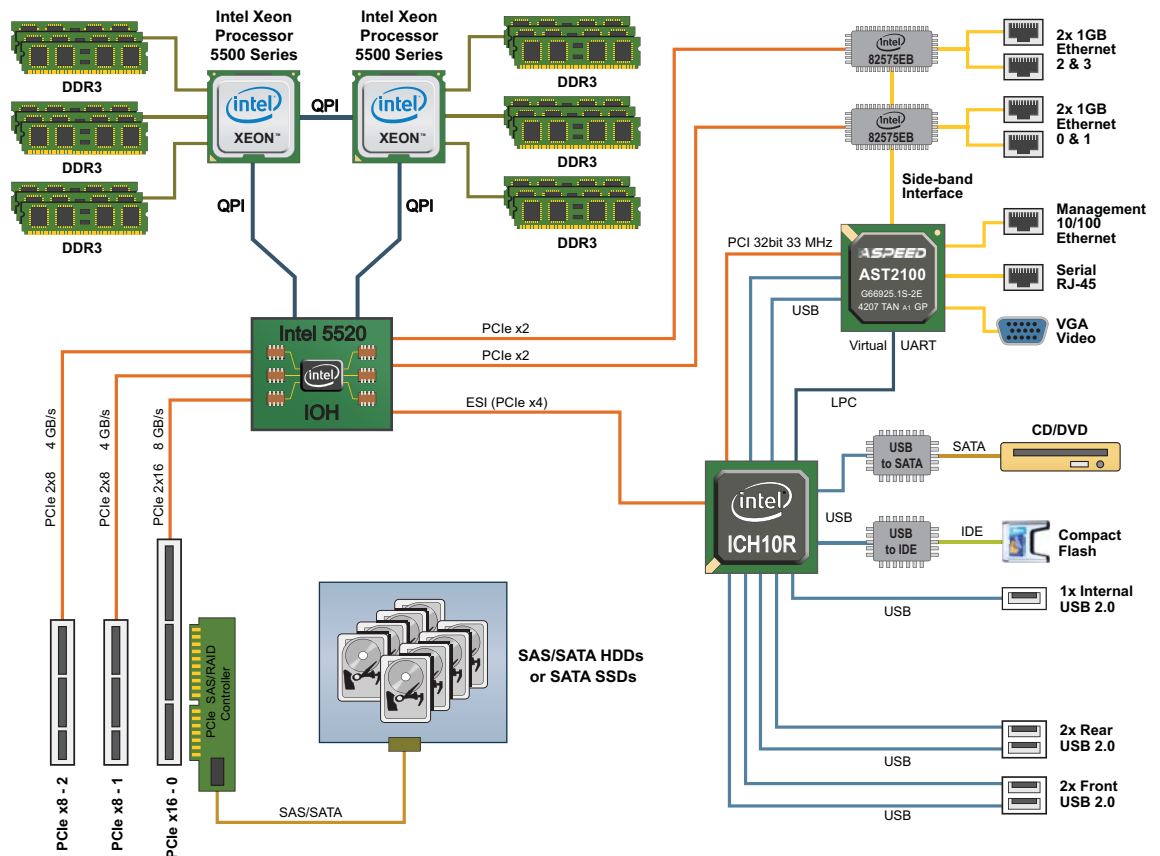 Intel Xeon
Processor
5500 Series
Intel Xeon
Processor
5500 Series
DDR3
DDR3
DDR3
DDR3
DDR3
DDR3
intel
XEON™
QPI
intel
XEON™
QPI
QPI
Intel
82575EB
2x 1GB
Ethernet
2 & 3
Intel
82575EB
2x 1GB
Ethernet
0 & 1
Side-band
Interface
PCI 32bit 33 MHz
ASPEED
AST2100
G66925.1S-2E
4207 TAN A1 GP
Management
10/100
Ethernet
Serial
RJ-45
VGA
Video
USB
Virtual UART
LPC
Intel 5520
intel
IOH
PCIe x2
PCIe x2
ESI (PCIe x4)
PCIe 2x8 4 GB/s
PCIe 2x8 4 GB/s
PCIe 2x16 8 GB/s
intel®
ICH10R
USB
to SATA
SATA
CD/DVD
USB
USB
to IDE
IDE
Compact
Flash
USB
1x Internal
USB 2.0
USB
2x Rear
USB 2.0
USB
2x Front
USB 2.0
PCIe SAS/RAID
Controller
SAS/SATA HDDs
or SATA SSDs
SAS/SATA
PCIe x8 - 2
PCIe x8 - 1
PCIe x16 - 0